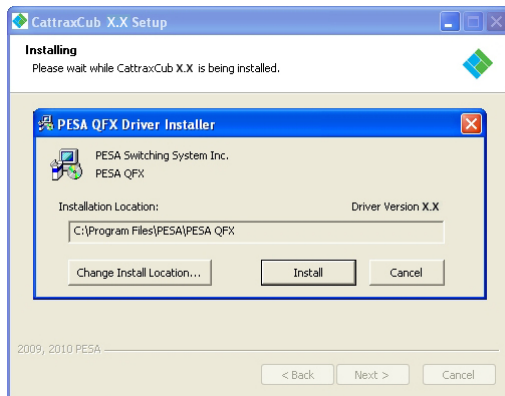 CattraxCub X.X Setup
Installing
Please wait while CattraxCub X.X is being installed.
PESA QFX Driver Installer
PESA Switching System Inc.
PESA QFX
Installation Location:
Driver Version X.X
C:\Program Files\PESA\PESA QFX
Change Install Location...
Install
Cancel
2009, 2010 PESA
< Back
Next >
Cancel